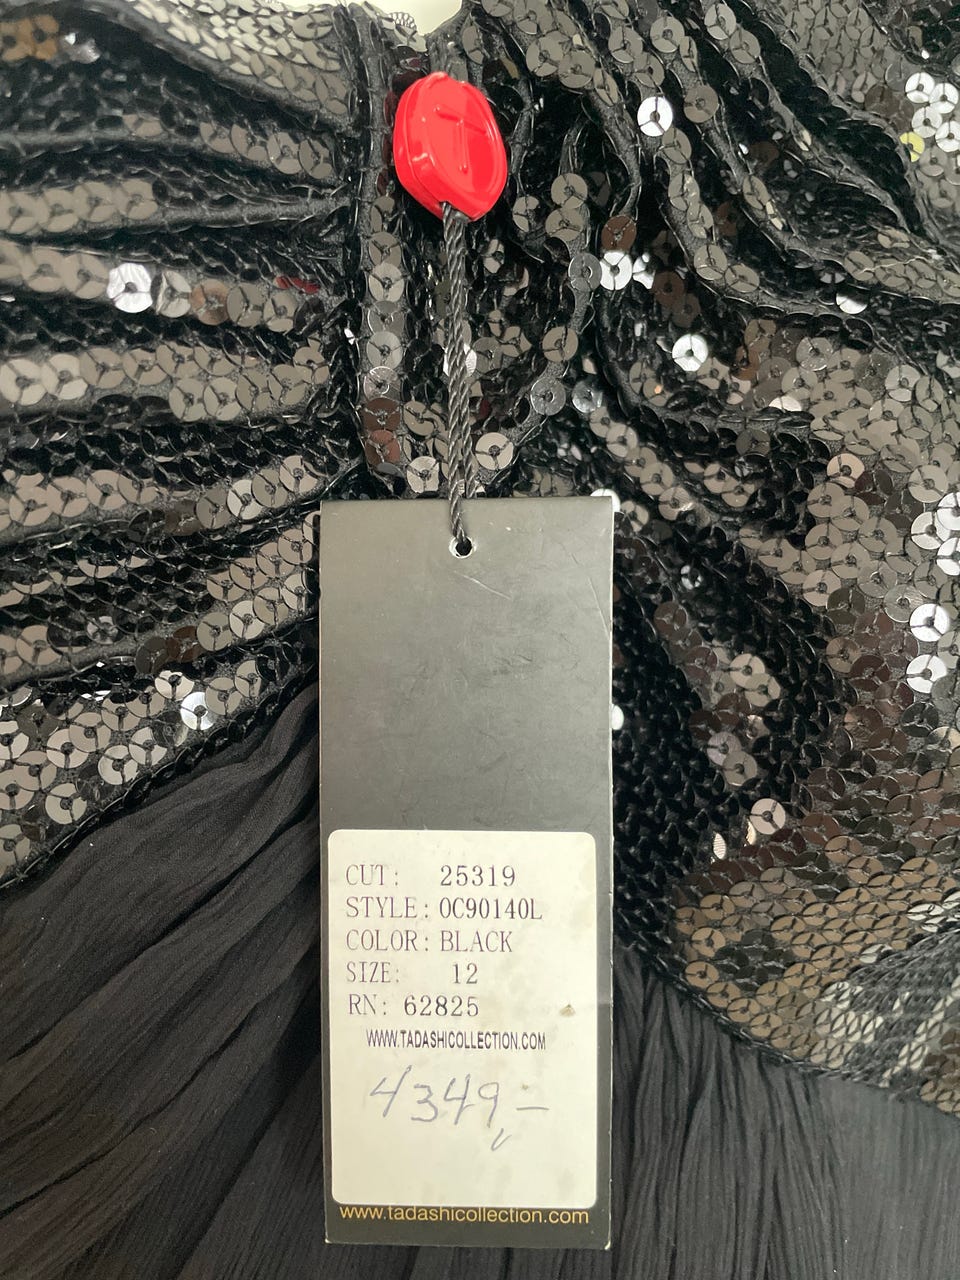 T
CUT: 25319
STYLE: OC90140L
COLOR: BLACK
SIZE: 12
RN: 62825
WWW.TADASHICOLLECTION.COM
4349,-
www.tadashicollection.com